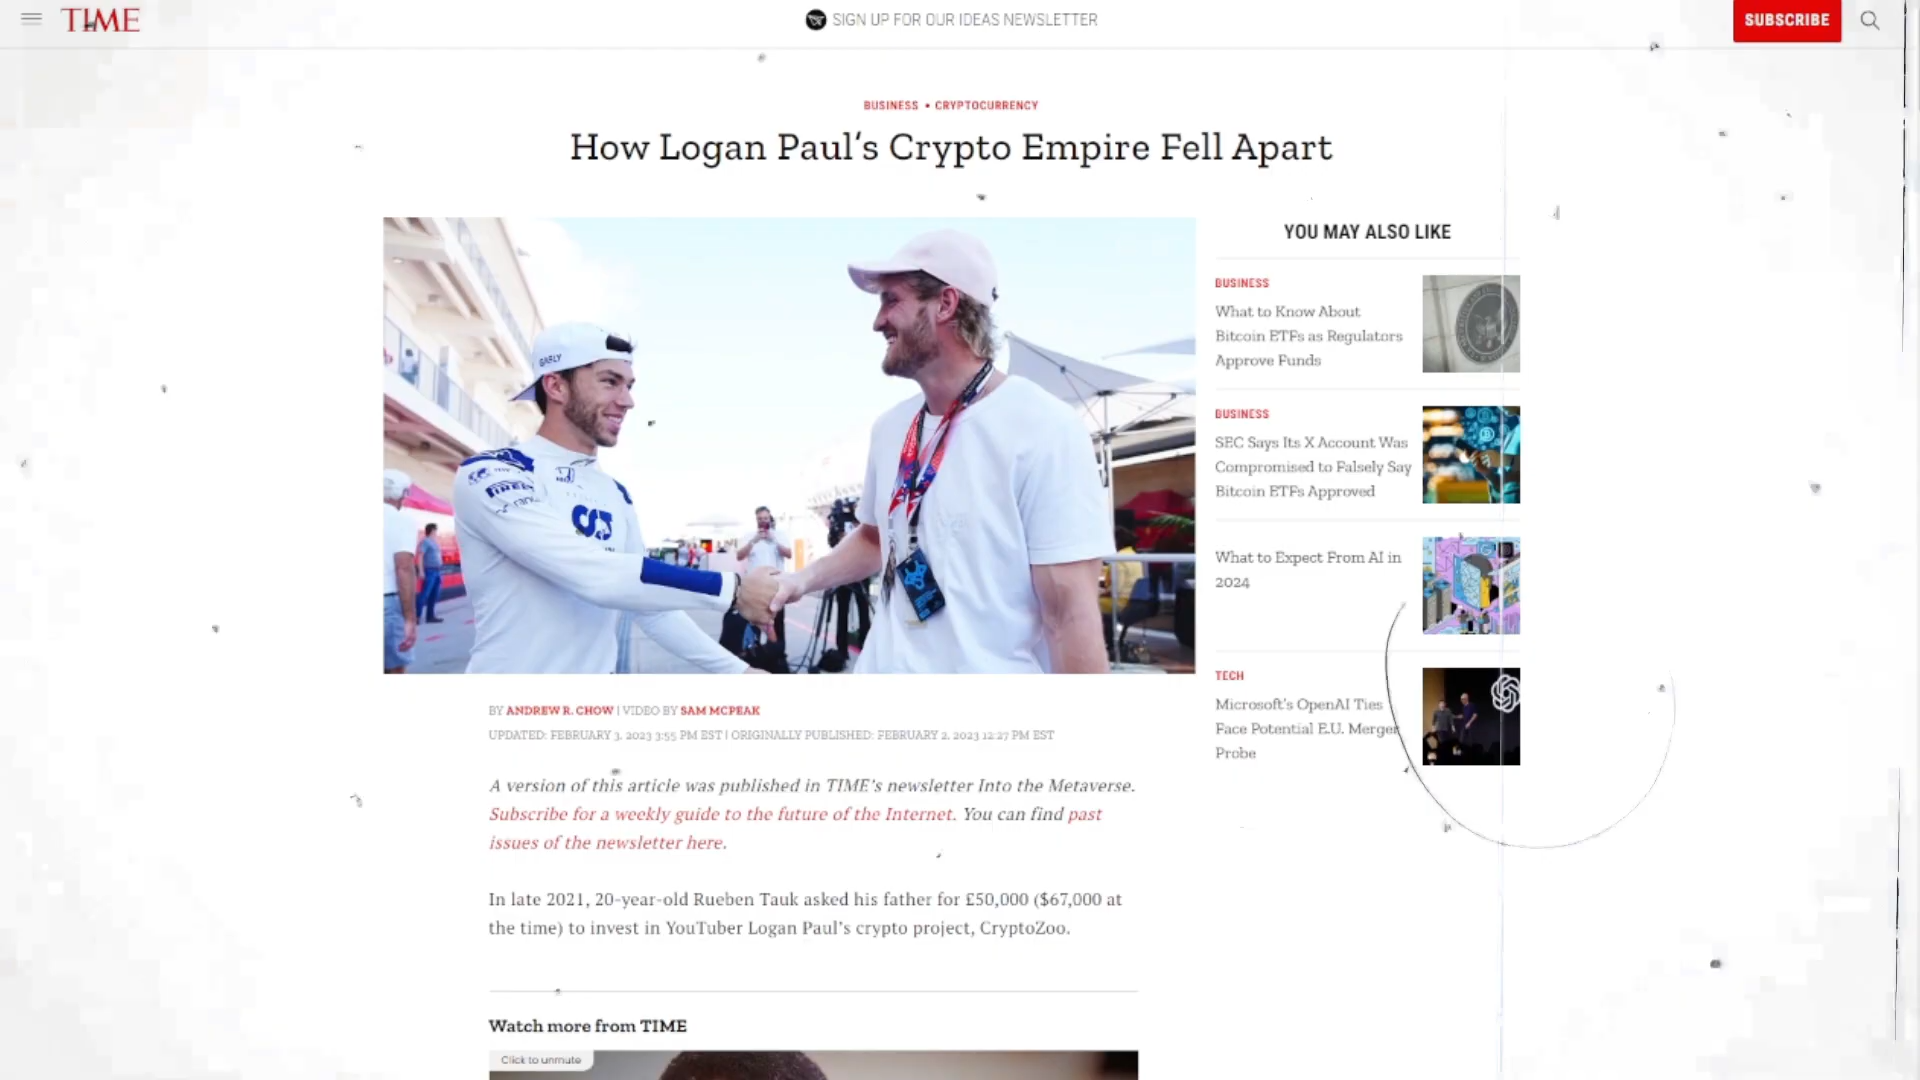 TIME
SIGN UP FOR OUR IDEAS NEWSLETTER
SUBSCRIBE
BUSINESS • CRYPTOCURRENCY
How Logan Paul's Crypto Empire Fell Apart
GASLY
PIRELLI
YOU MAY ALSO LIKE
BUSINESS
What to Know About
Bitcoin ETFs as Regulators
Approve Funds
BUSINESS
SEC Says Its X Account Was
Compromised to Falsely Say
Bitcoin ETFs Approved
What to Expect From AI in
2024
TECH
Microsoft's OpenAI Ties
Face Potential E.U. Merger
Probe
BY ANDREW R. CHOW | VIDEO BY SAM MCPEAK
UPDATED: FEBRUARY 3, 2023 3:55 PM EST | ORIGINALLY PUBLISHED: FEBRUARY 2, 2023 12:27 PM EST
A version of this article was published in TIME's newsletter Into the Metaverse.
Subscribe for a weekly guide to the future of the Internet. You can find past
issues of the newsletter here.
In late 2021, 20-year-old Rueben Tauk asked his father for £50,000 ($67,000 at
the time) to invest in YouTuber Logan Paul's crypto project, CryptoZoo.
Watch more from TIME
Click to unmute